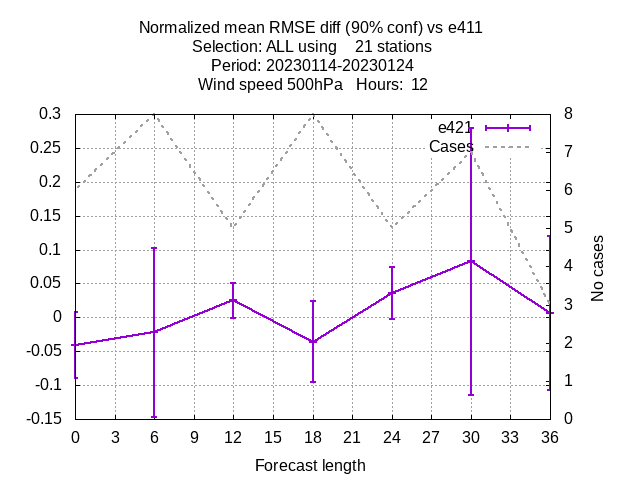 Normalized mean RMSE diff (90% conf) vs e411
Selection: ALL using    21 stations
Period: 20230114-20230124
Wind speed 500hPa   Hours:  12
e421
Cases
0.3
0.25
0.2
0.15
0.1
0.05
0
-0.05
-0.1
-0.15
8
7
6
5
4
3
2
1
0
No cases
0 3 6 9 12 15 18 21 24 27 30 33 36
Forecast length